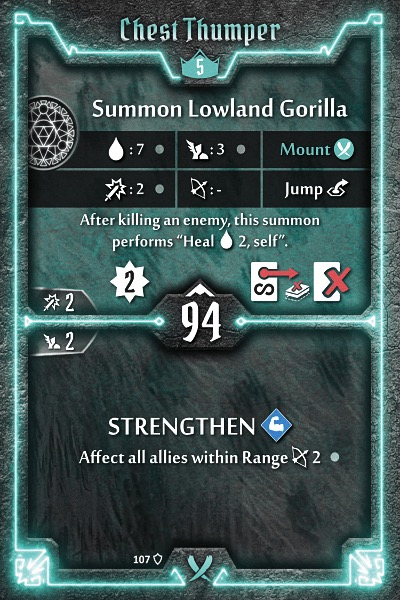 Chest Thumper
5
Summon Lowland Gorilla
: 7 : 3 Mount
: 2 : - Jump
After killing an enemy, this summon
performs “Heal 2, self”.
2
S
2
94
2
STRENGTHEN
Affect all allies within Range 2
107